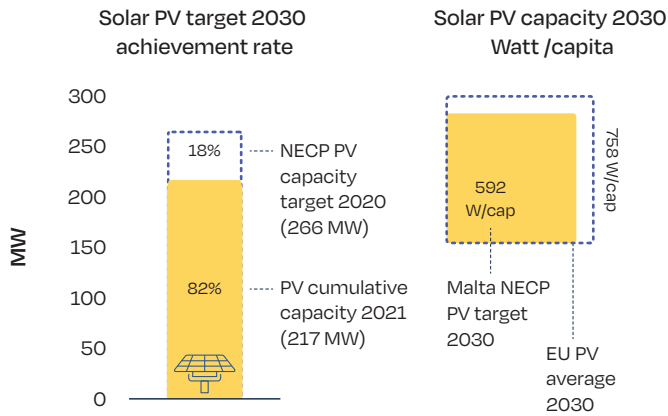 Solar PV target 2030
achievement rate
300
250
200
150
100
50
0
MW
18%
82%
NECP PV
capacity
target 2020
(266 MW)
PV cumulative
capacity 2021
(217 MW)
Solar PV capacity 2030
Watt /capita
592
W/cap
758 W/cap
Malta NECP
PV target
2030
EU PV
average
2030